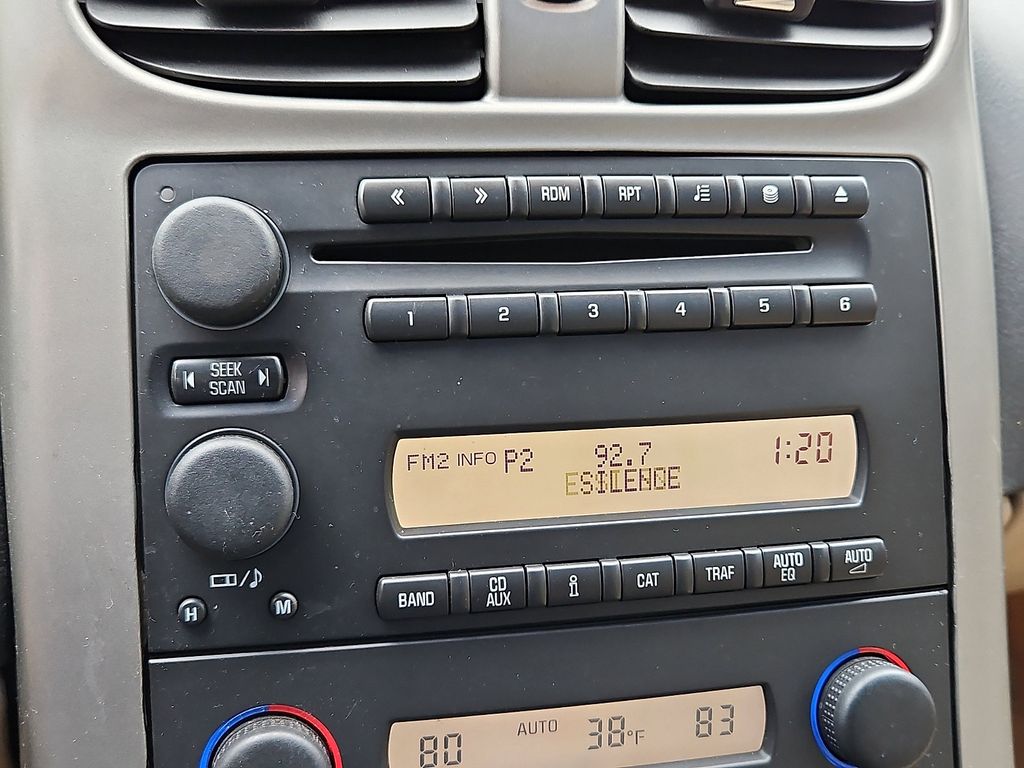 RDM RPT
1 2 3 4 5 6
SEEK
SCAN
FM2 INFO P2 92.7 1:20
BAND CD AUX i CAT TRAF AUTO EQ AUTO
H M
AUTO 38°F
80 83